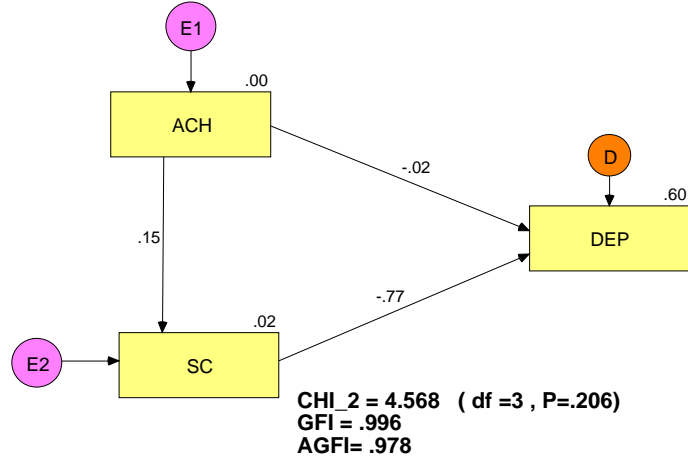 E1
.00
ACH
-.02
D
.60
DEP
.15
-.77
.02
E2
SC
CHI_2 = 4.568 ( df =3 , P=.206)
GFI = .996
AGFI= .978